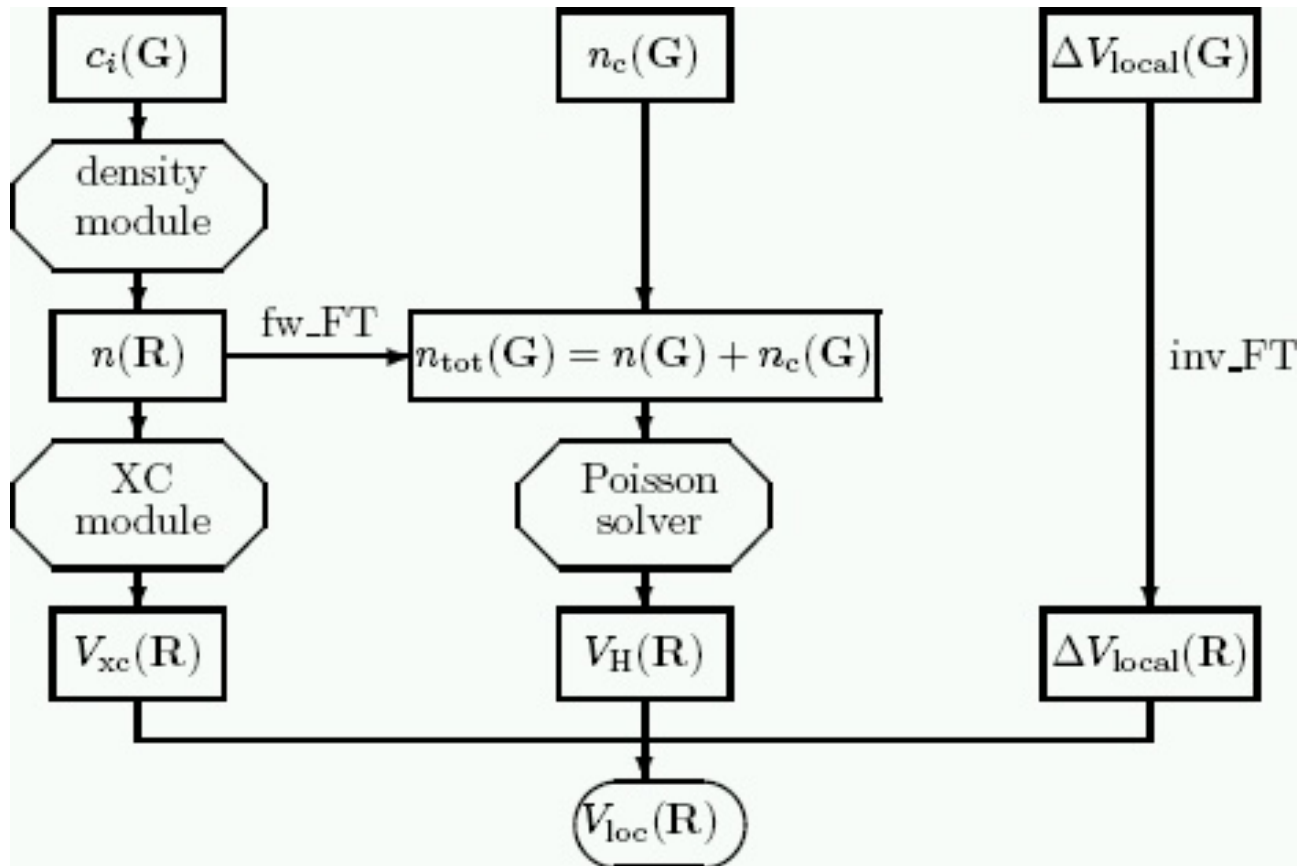 c_i(G)
n_c(G)
ΔV_local(G)
density
module
n(R)
fw_FT
n_tot(G) = n(G) + n_c(G)
inv_FT
XC
module
Poisson
solver
V_xc(R)
V_H(R)
ΔV_local(R)
V_loc(R)